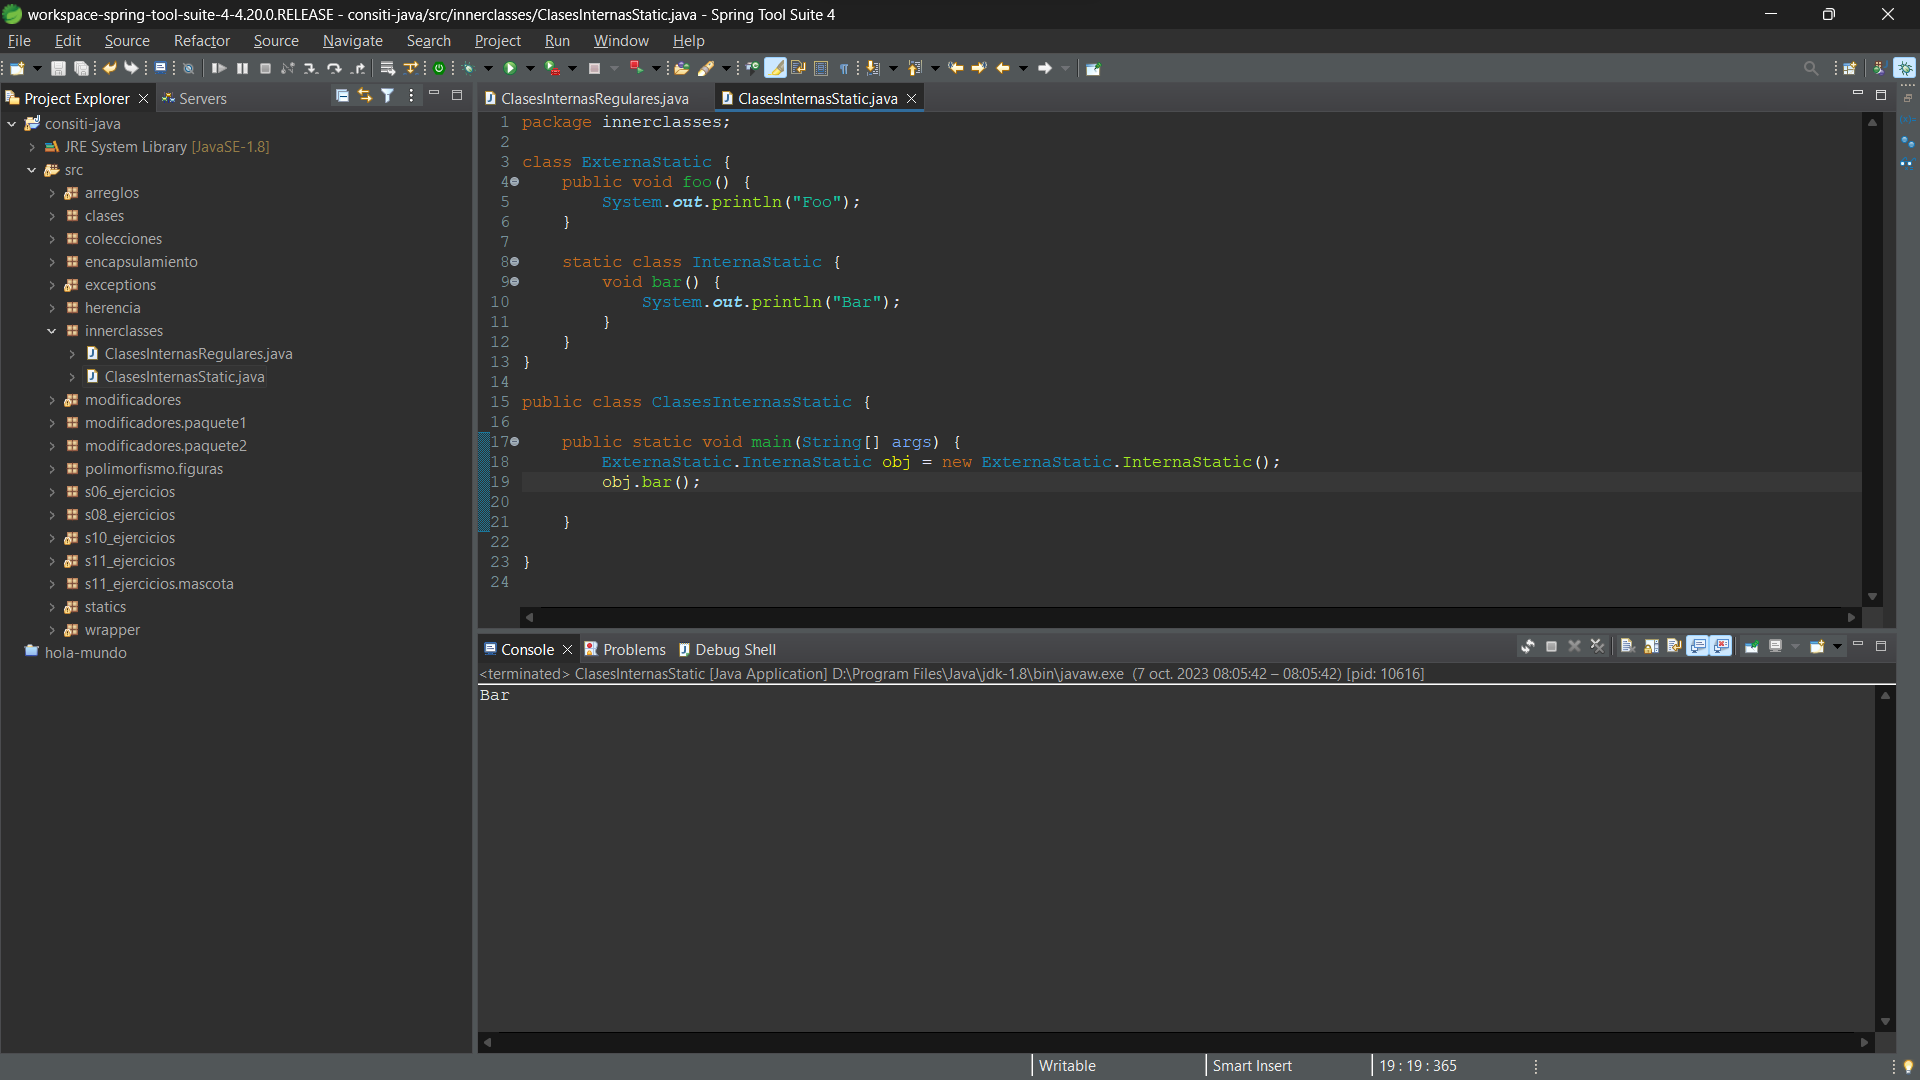 workspace-spring-tool-suite-4-4.20.0.RELEASE - consiti-java/src/innerclasses/ClasesInternasStatic.java - Spring Tool Suite 4
File Edit Source Refactor Source Navigate Search Project Run Window Help
Project Explorer Servers
consiti-java
JRE System Library [JavaSE-1.8]
src
arreglos
clases
colecciones
encapsulamiento
exceptions
herencia
innerclasses
ClasesInternasRegulares.java
ClasesInternasStatic.java
modificadores
modificadores.paquete1
modificadores.paquete2
polimorfismo.figuras
s06_ejercicios
s08_ejercicios
s10_ejercicios
s11_ejercicios
s11_ejercicios.mascota
statics
wrapper
hola-mundo
ClasesInternasRegulares.java ClasesInternasStatic.java
1 package innerclasses;
2
3 class ExternaStatic {
4 public void foo() {
5 System.out.println("Foo");
6 }
7
8 static class InternaStatic {
9 void bar() {
10 System.out.println("Bar");
11 }
12 }
13 }
14
15 public class ClasesInternasStatic {
16
17 public static void main(String[] args) {
18 ExternaStatic.InternaStatic obj = new ExternaStatic.InternaStatic();
19 obj.bar();
20
21 }
22
23 }
24
Console Problems Debug Shell
<terminated> ClasesInternasStatic [Java Application] D:\Program Files\Java\jdk-1.8\bin\javaw.exe (7 oct. 2023 08:05:42 – 08:05:42) [pid: 10616]
Bar
Writable Smart Insert 19 : 19 : 365